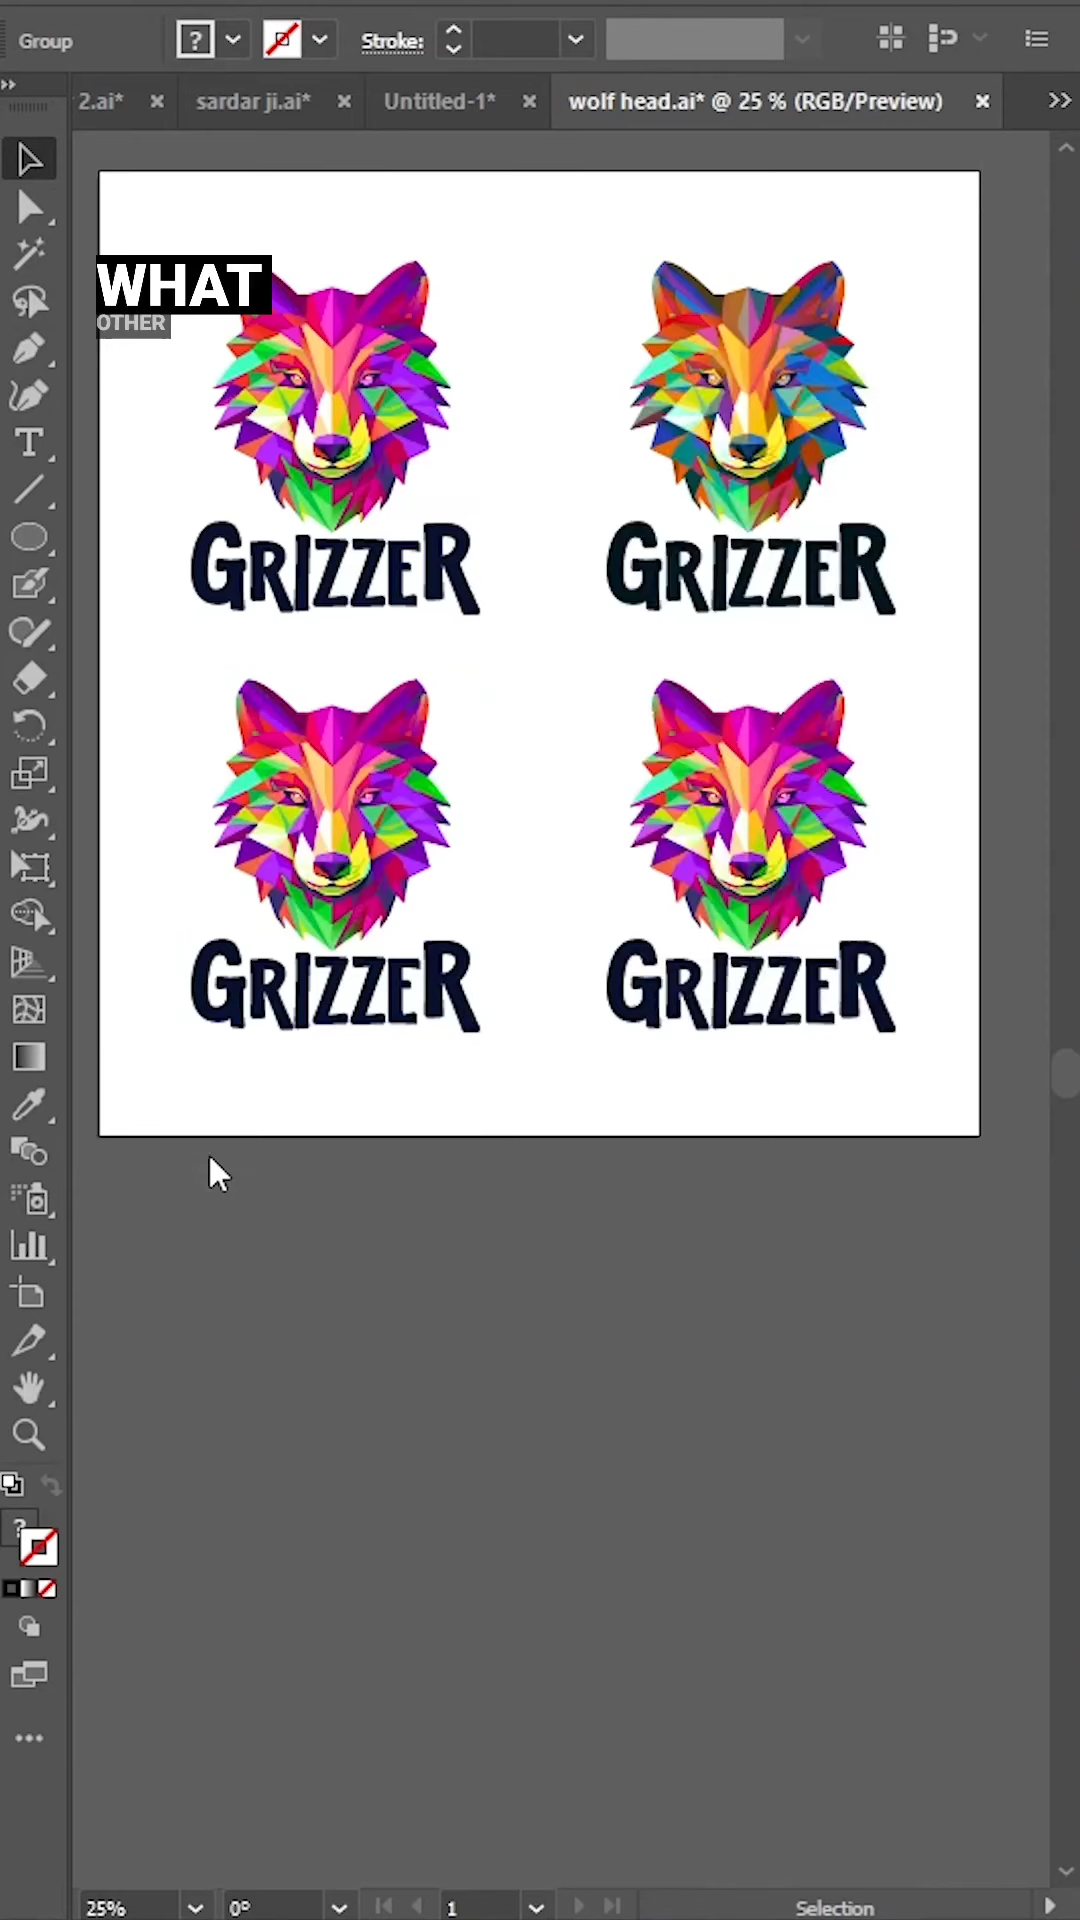 Group
?
Stroke:
2.ai* × sardar ji.ai* × Untitled-1* × wolf head.ai* @ 25 % (RGB/Preview) ×
WHAT
OTHER
GRIZZER
GRIZZER
GRIZZER
GRIZZER
?
25% 0° 1 Selection